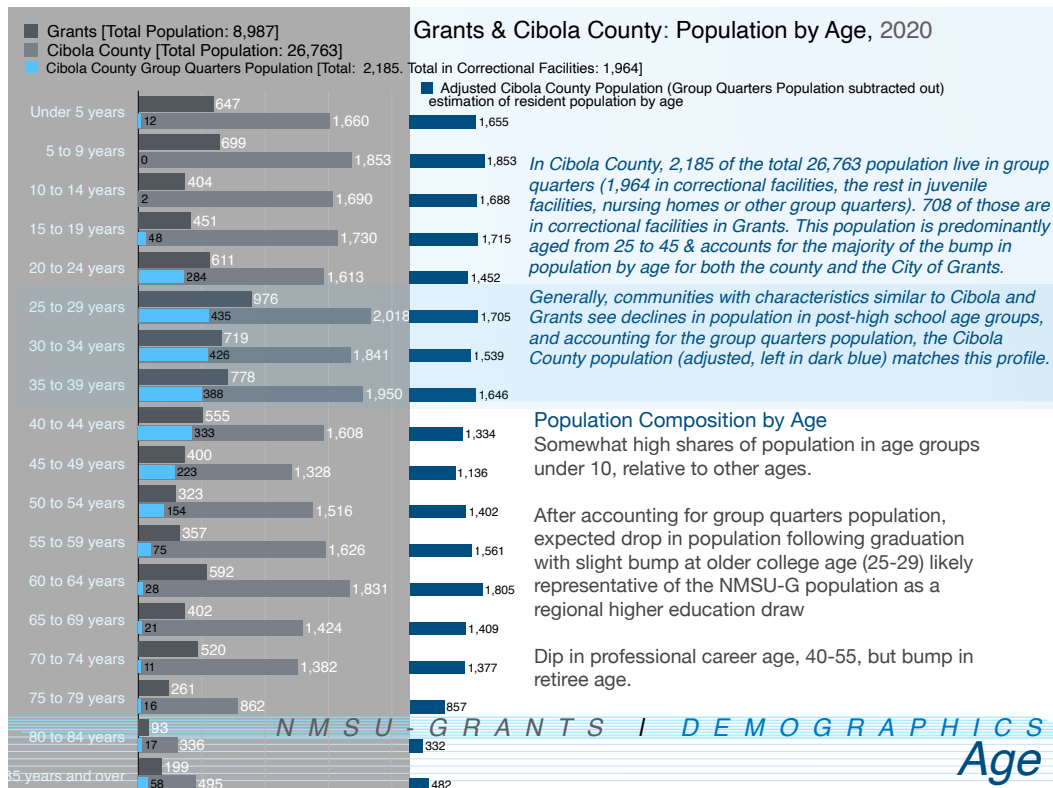 Grants & Cibola County: Population by Age, 2020
Grants [Total Population: 8,987]
Cibola County [Total Population: 26,763]
Cibola County Group Quarters Population [Total: 2,185. Total in Correctional Facilities: 1,964]
Adjusted Cibola County Population (Group Quarters Population subtracted out)
estimation of resident population by age
Under 5 years
647
12
1,660
1,655
5 to 9 years
699
0
1,853
1,853
10 to 14 years
404
2
1,690
1,688
15 to 19 years
451
48
1,730
1,715
20 to 24 years
611
284
1,613
1,452
25 to 29 years
976
435
2,018
1,705
30 to 34 years
719
426
1,841
1,539
35 to 39 years
778
388
1,950
1,646
40 to 44 years
555
333
1,608
1,334
45 to 49 years
400
223
1,328
1,136
50 to 54 years
323
154
1,516
1,402
55 to 59 years
357
75
1,626
1,561
60 to 64 years
592
28
1,831
1,805
65 to 69 years
402
21
1,424
1,409
70 to 74 years
520
11
1,382
1,377
75 to 79 years
261
16
862
857
80 to 84 years
93
17
336
332
85 years and over
199
58
495
482
In Cibola County, 2,185 of the total 26,763 population live in group
quarters (1,964 in correctional facilities, the rest in juvenile
facilities, nursing homes or other group quarters). 708 of those are
in correctional facilities in Grants. This population is predominantly
aged from 25 to 45 & accounts for the majority of the bump in
population by age for both the county and the City of Grants.
Generally, communities with characteristics similar to Cibola and
Grants see declines in population in post-high school age groups,
and accounting for the group quarters population, the Cibola
County population (adjusted, left in dark blue) matches this profile.
Population Composition by Age
Somewhat high shares of population in age groups
under 10, relative to other ages.
After accounting for group quarters population,
expected drop in population following graduation
with slight bump at older college age (25-29) likely
representative of the NMSU-G population as a
regional higher education draw
Dip in professional career age, 40-55, but bump in
retiree age.
NMSU-GRANTS I DEMOGRAPHICS
Age